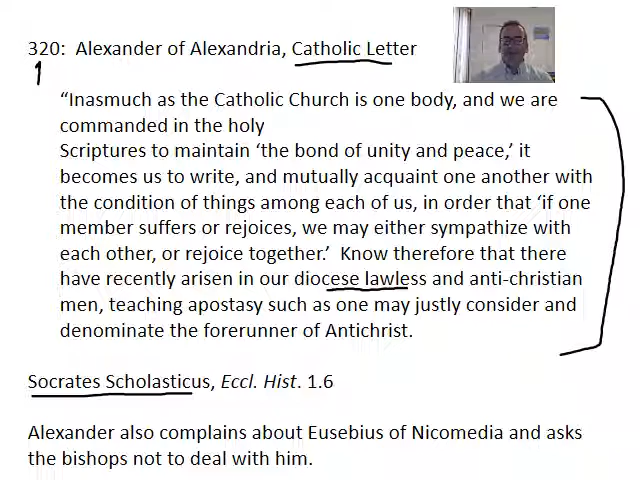 320: Alexander of Alexandria, Catholic Letter
“Inasmuch as the Catholic Church is one body, and we are
commanded in the holy
Scriptures to maintain ‘the bond of unity and peace,’ it
becomes us to write, and mutually acquaint one another with
the condition of things among each of us, in order that ‘if one
member suffers or rejoices, we may either sympathize with
each other, or rejoice together.’ Know therefore that there
have recently arisen in our diocese lawless and anti-christian
men, teaching apostasy such as one may justly consider and
denominate the forerunner of Antichrist.
Socrates Scholasticus, Eccl. Hist. 1.6
Alexander also complains about Eusebius of Nicomedia and asks
the bishops not to deal with him.